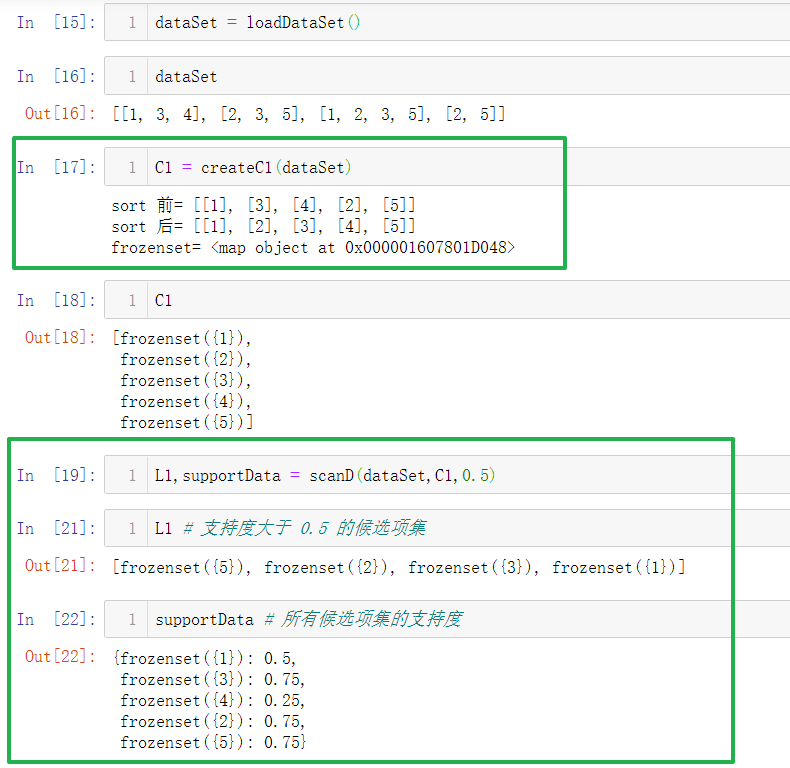 In [15]: 1 dataSet = loadDataSet()
In [16]: 1 dataSet
Out[16]: [[1, 3, 4], [2, 3, 5], [1, 2, 3, 5], [2, 5]]
In [17]: 1 C1 = createC1(dataSet)
sort 前= [[1], [3], [4], [2], [5]]
sort 后= [[1], [2], [3], [4], [5]]
frozenset= <map object at 0x000001607801D048>
In [18]: 1 C1
Out[18]: [frozenset({1}),
frozenset({2}),
frozenset({3}),
frozenset({4}),
frozenset({5})]
In [19]: 1 L1,supportData = scanD(dataSet,C1,0.5)
In [21]: 1 L1 # 支持度大于 0.5 的候选项集
Out[21]: [frozenset({5}), frozenset({2}), frozenset({3}), frozenset({1})]
In [22]: 1 supportData # 所有候选项集的支持度
Out[22]: {frozenset({1}): 0.5,
frozenset({3}): 0.75,
frozenset({4}): 0.25,
frozenset({2}): 0.75,
frozenset({5}): 0.75}